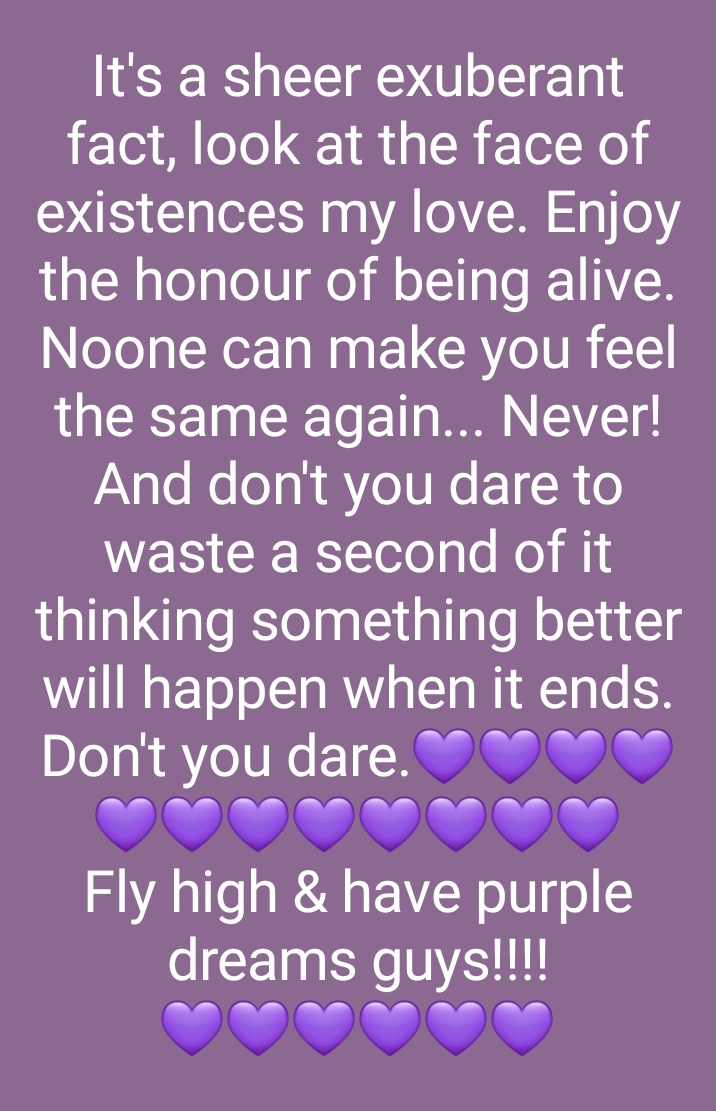 It's a sheer exuberant
fact, look at the face of
existences my love. Enjoy
the honour of being alive.
Noone can make you feel
the same again... Never!
And don't you dare to
waste a second of it
thinking something better
will happen when it ends.
Don't you dare.💜💜💜💜
💜💜💜💜💜💜💜💜
Fly high & have purple
dreams guys!!!!
💜💜💜💜💜💜